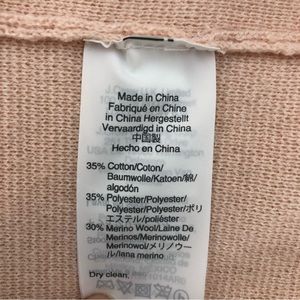 Made in China
Fabriqué en Chine
in China Hergestellt
Vervaardigd in China
中国製
Hecho en China
35% Cotton/Coton/
Baumwolle/Katoen/綿/
algodón
35% Polyester/Polyester/
Polyester/Polyester/ポリ
エステル/poliéster
30% Merino Wool/Laine De
Merinos/Merinowolle/
Merinowol/メリノウー
ル/lana merino
Dry clean.